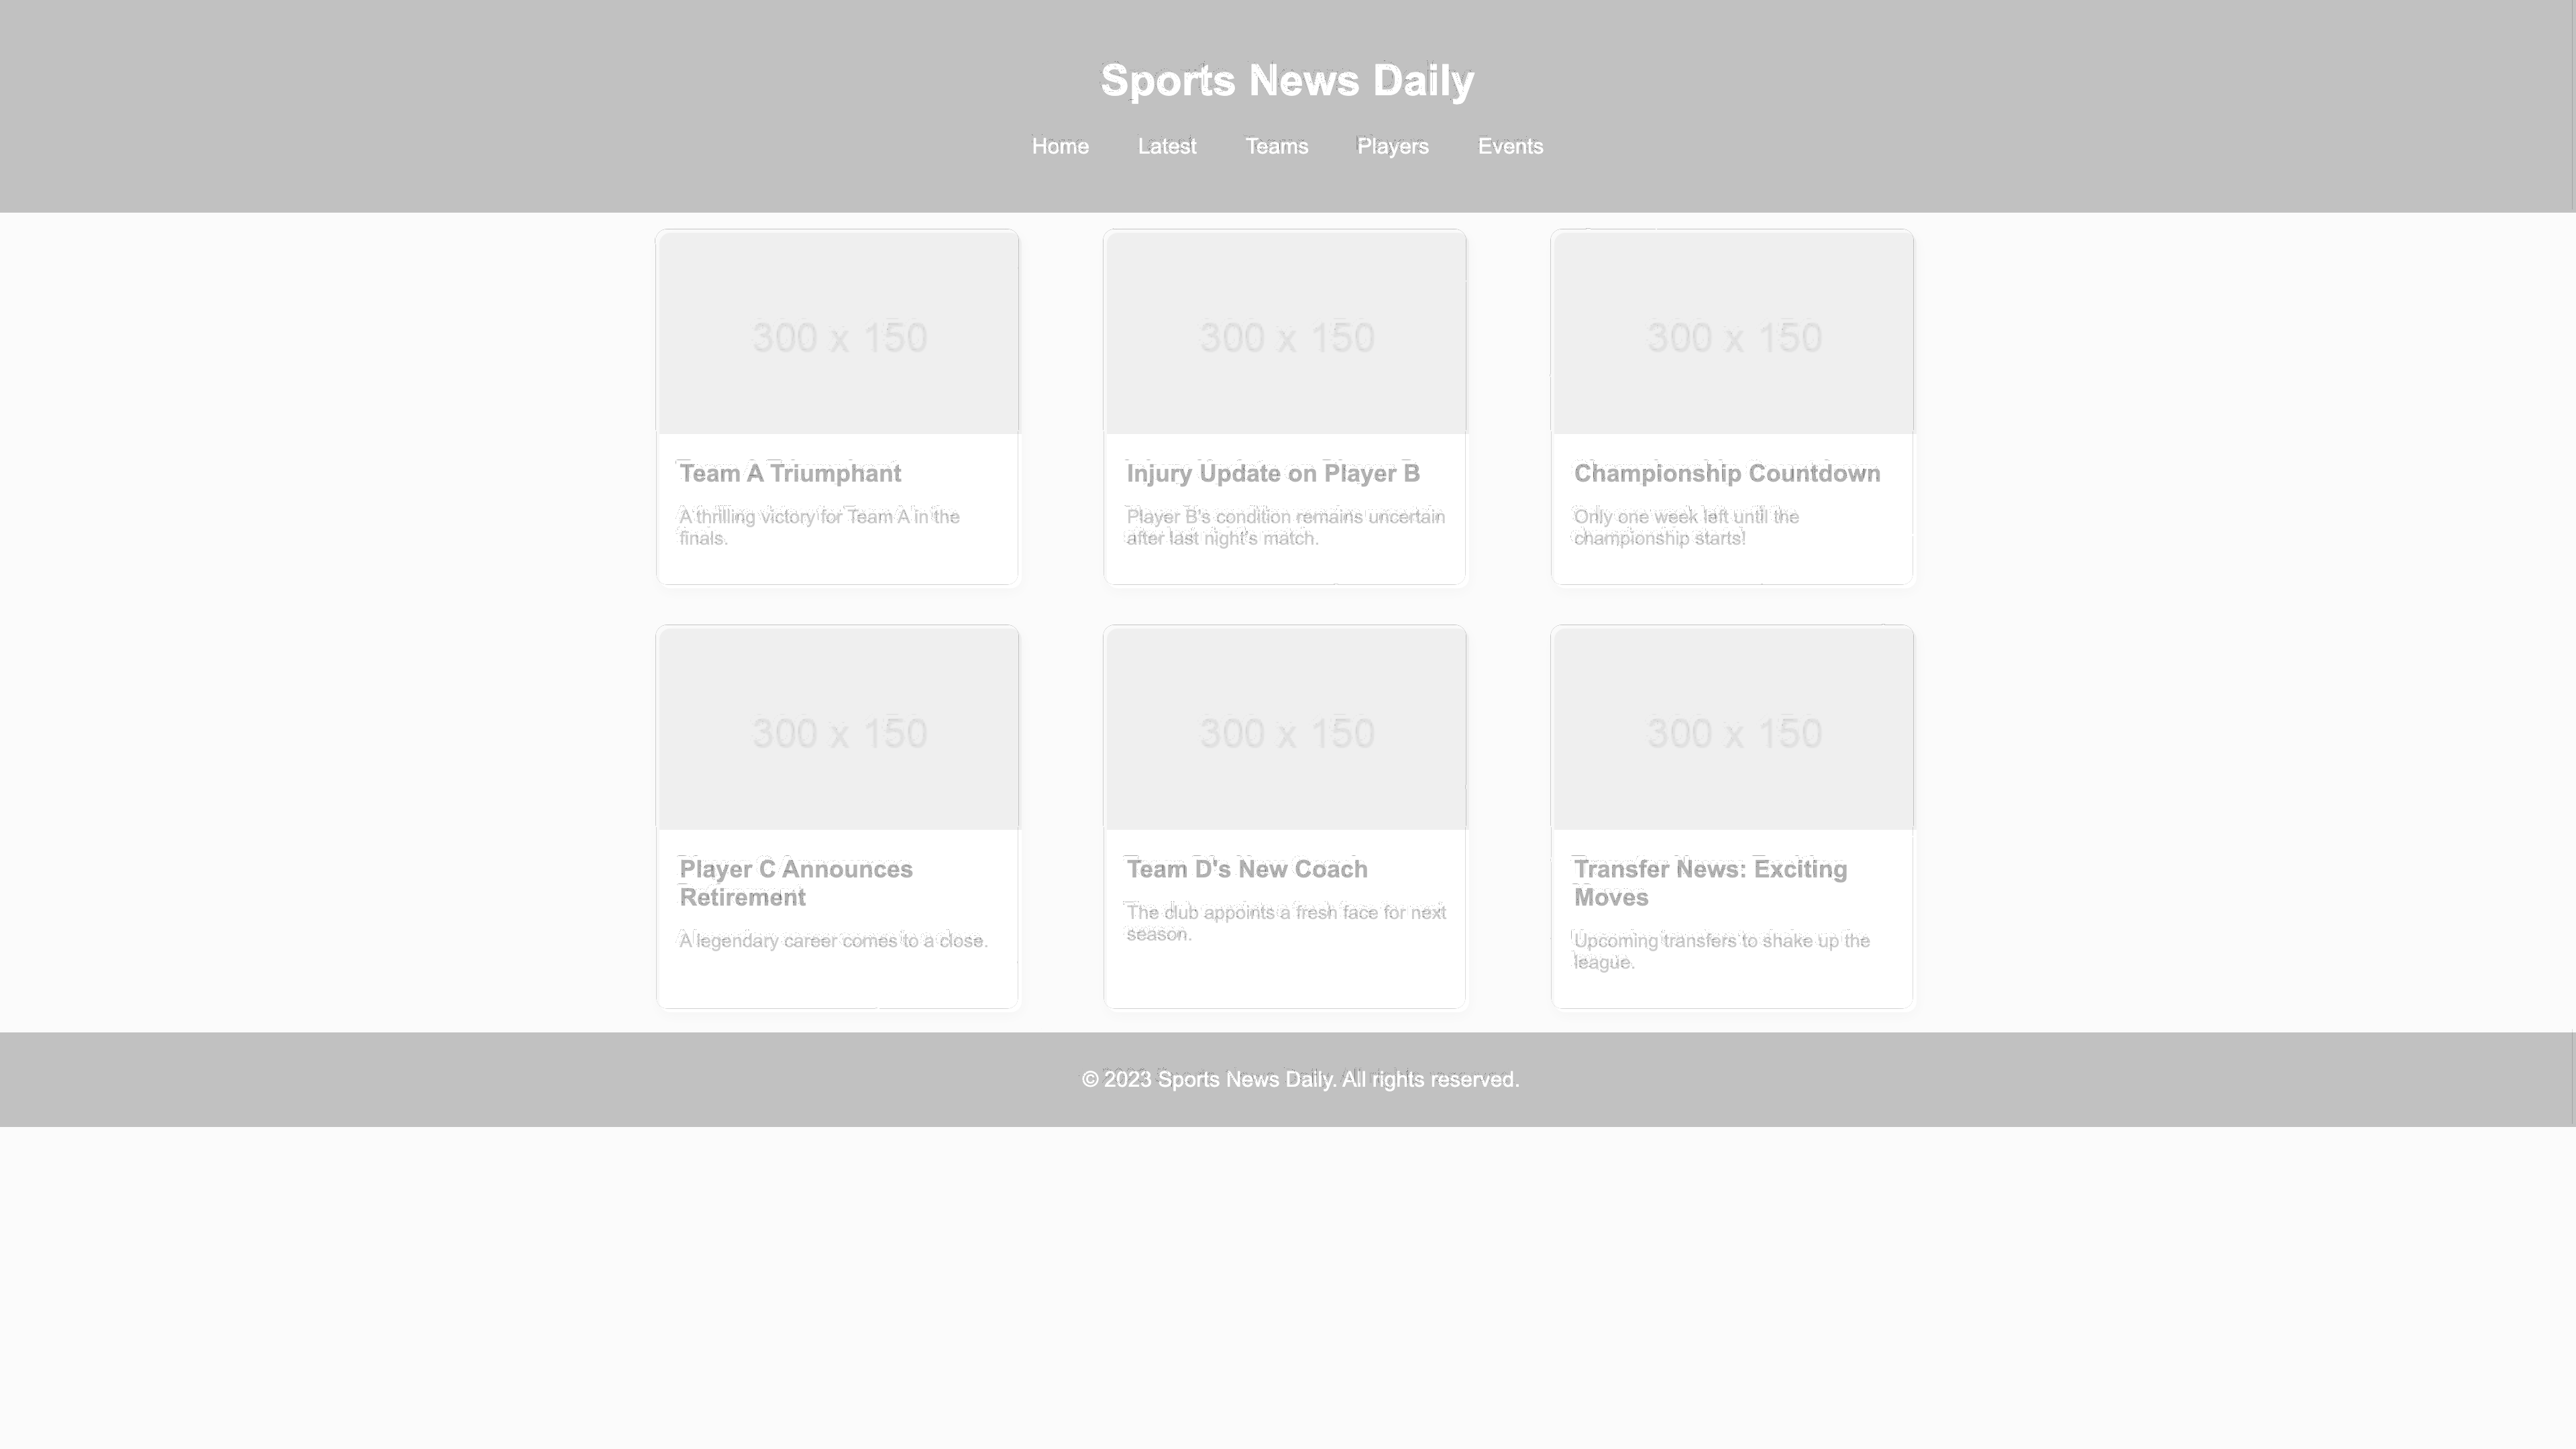 Sports News Daily
Home Latest Teams Players Events
300 x 150
300 x 150
300 x 150
Team A Triumphant
A thrilling victory for Team A in the
finals.
Injury Update on Player B
Player B's condition remains uncertain
after last night's match.
Championship Countdown
Only one week left until the
championship starts!
300 x 150
300 x 150
300 x 150
Player C Announces
Retirement
A legendary career comes to a close.
Team D's New Coach
The club appoints a fresh face for next
season.
Transfer News: Exciting
Moves
Upcoming transfers to shake up the
league.
© 2023 Sports News Daily. All rights reserved.